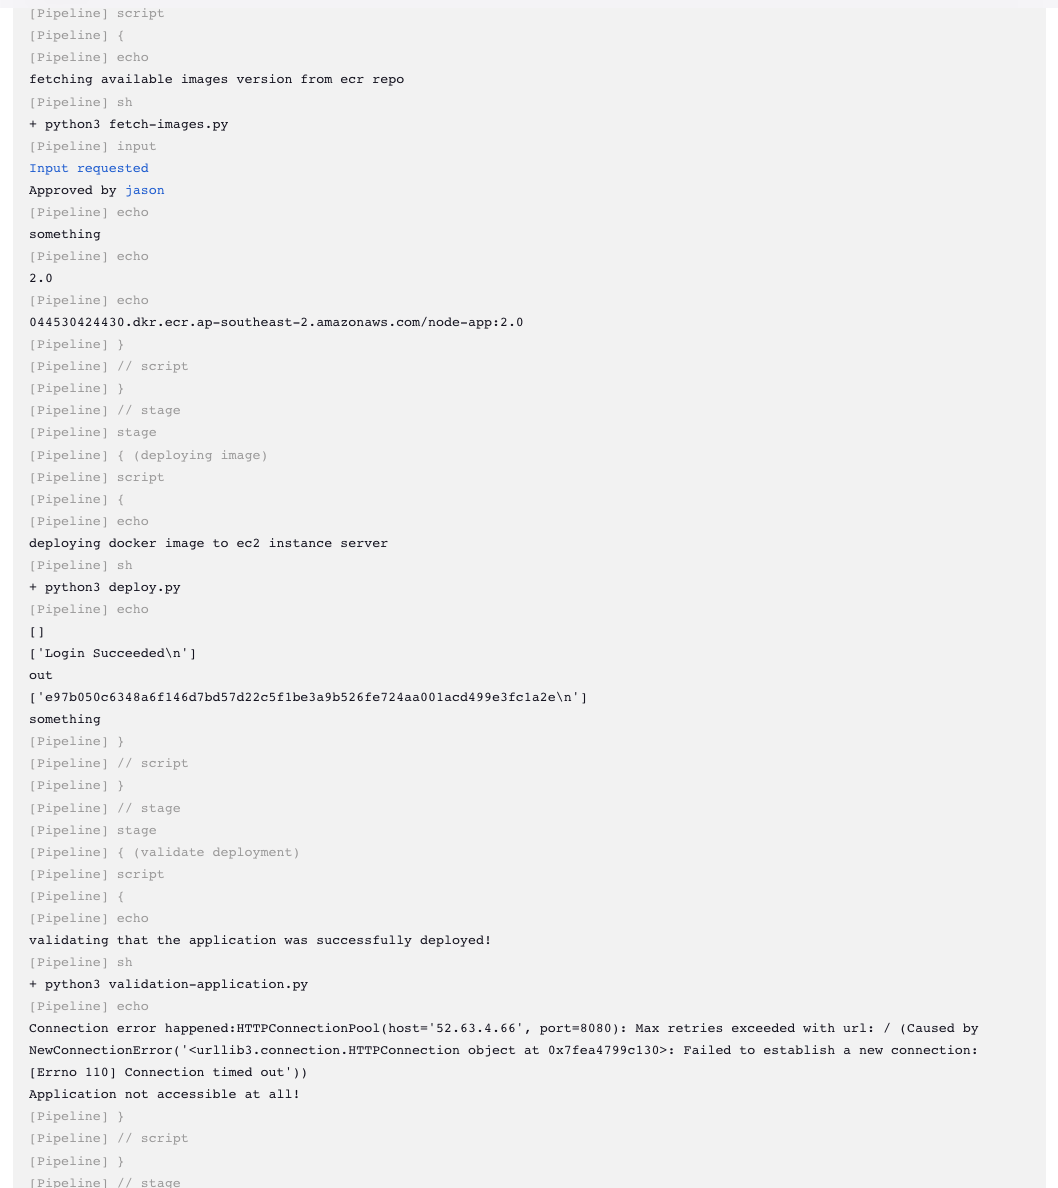 [Pipeline] script
[Pipeline] {
[Pipeline] echo
fetching available images version from ecr repo
[Pipeline] sh
+ python3 fetch-images.py
[Pipeline] input
Input requested
Approved by jason
[Pipeline] echo
something
[Pipeline] echo
2.0
[Pipeline] echo
044530424430.dkr.ecr.ap-southeast-2.amazonaws.com/node-app:2.0
[Pipeline] }
[Pipeline] // script
[Pipeline] }
[Pipeline] // stage
[Pipeline] stage
[Pipeline] { (deploying image)
[Pipeline] script
[Pipeline] {
[Pipeline] echo
deploying docker image to ec2 instance server
[Pipeline] sh
+ python3 deploy.py
[Pipeline] echo
[]
['Login Succeeded\n']
out
['e97b050c6348a6f146d7bd57d22c5f1be3a9b526fe724aa001acd499e3fc1a2e\n']
something
[Pipeline] }
[Pipeline] // script
[Pipeline] }
[Pipeline] // stage
[Pipeline] stage
[Pipeline] { (validate deployment)
[Pipeline] script
[Pipeline] {
[Pipeline] echo
validating that the application was successfully deployed!
[Pipeline] sh
+ python3 validation-application.py
[Pipeline] echo
Connection error happened:HTTPConnectionPool(host='52.63.4.66', port=8080): Max retries exceeded with url: / (Caused by
NewConnectionError('<urllib3.connection.HTTPConnection object at 0x7fea4799c130>: Failed to establish a new connection:
[Errno 110] Connection timed out'))
Application not accessible at all!
[Pipeline] }
[Pipeline] // script
[Pipeline] }
[Pipeline] // stage